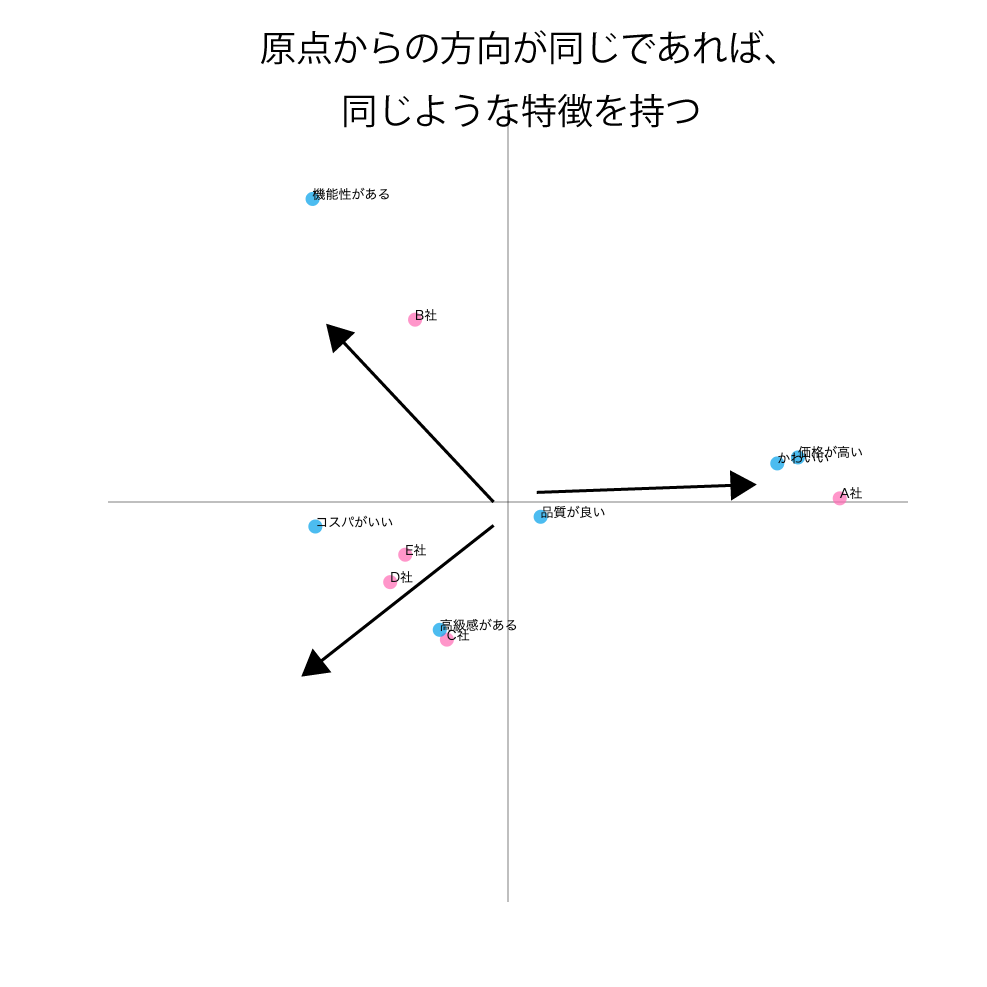 原点からの方向が同じであれば、
同じような特徴を持つ
機能性がある
B社
価格が高い
かわいい
A社
品質が良い
コスパがいい
E社
D社
高級感がある
C社